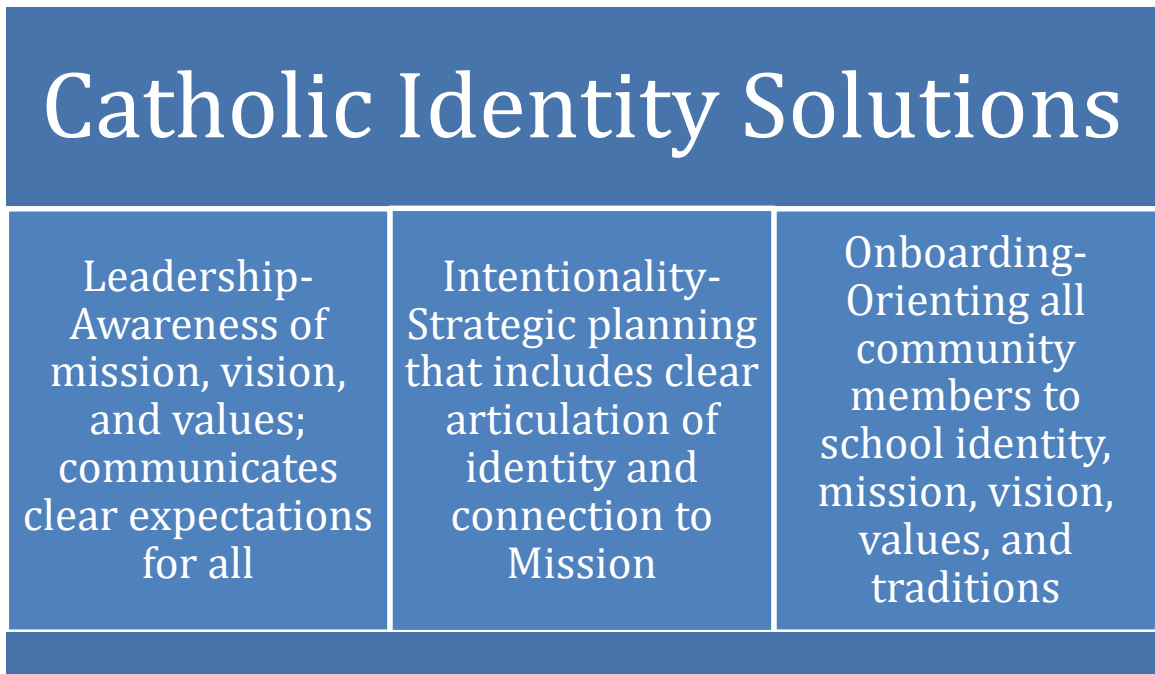 Catholic Identity Solutions
Leadership-
Awareness of
mission, vision,
and values;
communicates
clear expectations
for all
Intentionality-
Strategic planning
that includes clear
articulation of
identity and
connection to
Mission
Onboarding-
Orienting all
community
members to
school identity,
mission, vision,
values, and
traditions